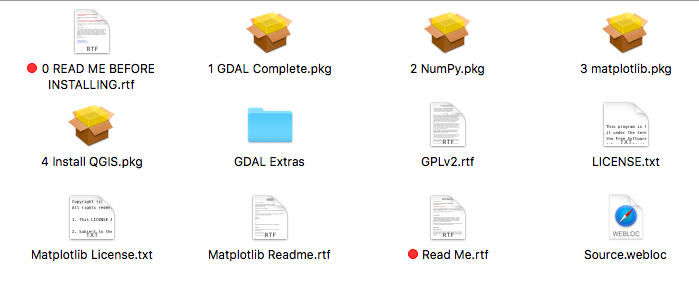 RTF
0 READ ME BEFORE
INSTALLING.rtf
1 GDAL Complete.pkg
2 NumPy.pkg
3 matplotlib.pkg
4 Install QGIS.pkg
GDAL Extras
RTF
GPLv2.rtf
This program is f
it under the term
the Free Software
TXT
LICENSE.txt
Copyright (c)
All rights reser
1. This LICENSE A
2. Subject to the
TXT
Matplotlib License.txt
RTF
Matplotlib Readme.rtf
RTF
Read Me.rtf
WEBLOC
Source.webloc